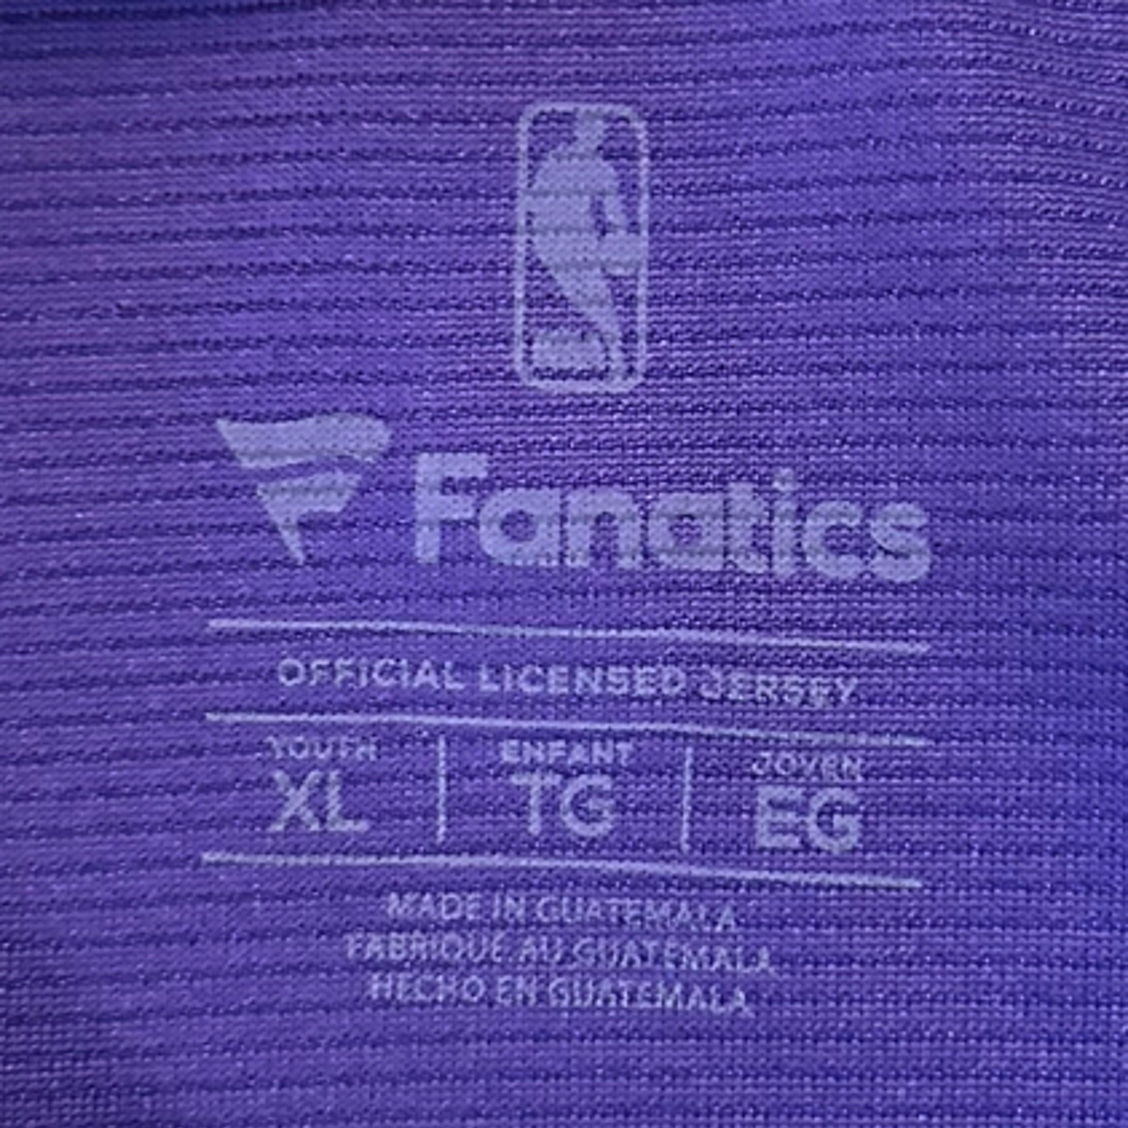 Fanatics
OFFICIAL LICENSED JERSEY
YOUTH ENFANT JOVEN
XL TG EG
MADE IN GUATEMALA
FABRIQUÉ AU GUATEMALA
HECHO EN GUATEMALA